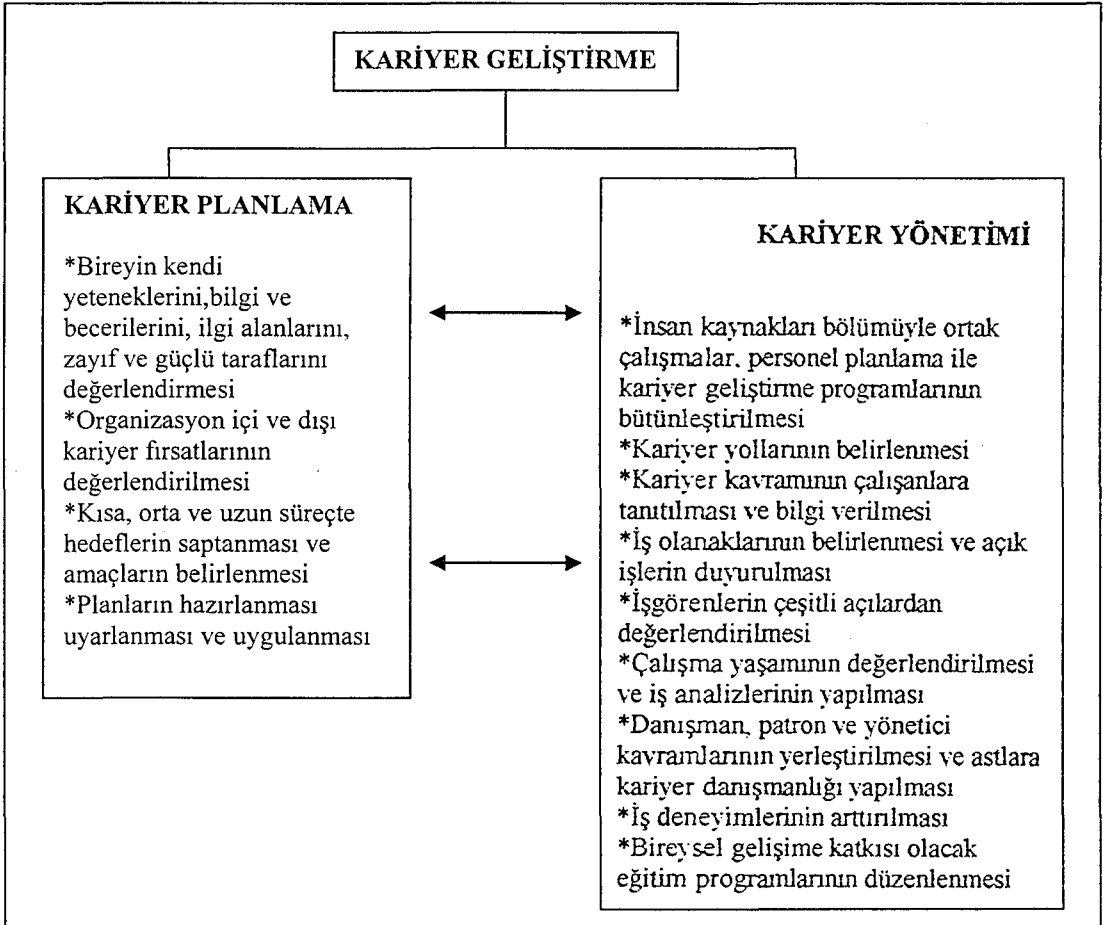 KARİYER GELİŞTİRME
KARİYER PLANLAMA
*Bireyin kendi
yeteneklerini,bilgi ve
becerilerini, ilgi alanlarını,
zayıf ve güçlü taraflarını
değerlendirmesi
*Organizasyon içi ve dışı
kariyer fırsatlarının
değerlendirilmesi
*Kısa, orta ve uzun süreçte
hedeflerin saptanması ve
amaçların belirlenmesi
*Planların hazırlanması
uyarlanması ve uygulanması
KARİYER YÖNETİMİ
*İnsan kaynakları bölümüyle ortak
çalışmalar, personel planlama ile
kariyer geliştirme programlarının
bütünleştirilmesi
*Kariyer yollarının belirlenmesi
*Kariyer kavramının çalışanlara
tanıtılması ve bilgi verilmesi
*İş olanaklarının belirlenmesi ve açık
işlerin duyurulması
*İşgörenlerin çeşitli açılardan
değerlendirilmesi
*Çalışma yaşamının değerlendirilmesi
ve iş analizlerinin yapılması
*Danışman, patron ve yönetici
kavramlarının yerleştirilmesi ve astlara
kariyer danışmanlığı yapılması
*İş deneyimlerinin arttırılması
*Bireysel gelişime katkısı olacak
eğitim programlarının düzenlenmesi